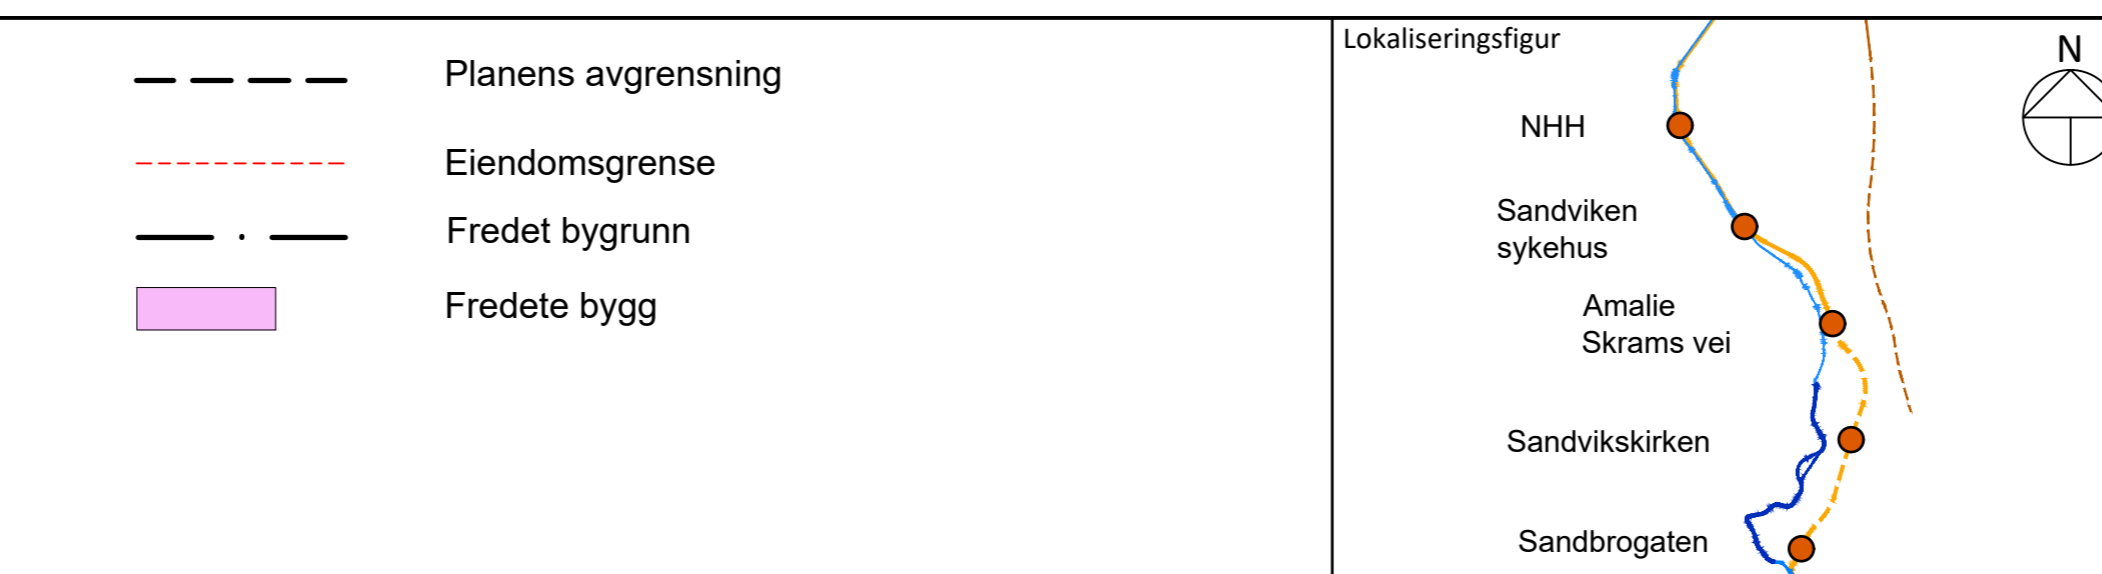 Planens avgrensning
Eiendomsgrense
Fredet bygrunn
Fredete bygg
Lokaliseringsfigur
N
NHH
Sandviken
sykehus
Amalie
Skrams vei
Sandvikskirken
Sandbrogaten